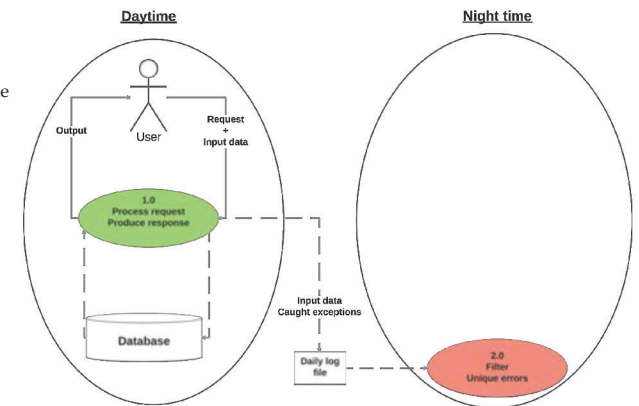 Daytime
Night time
e
User
Output
Request
+
Input data
1.0
Process request
Produce response
Database
Input data
Caught exceptions
Daily log
file
2.0
Filter
Unique errors